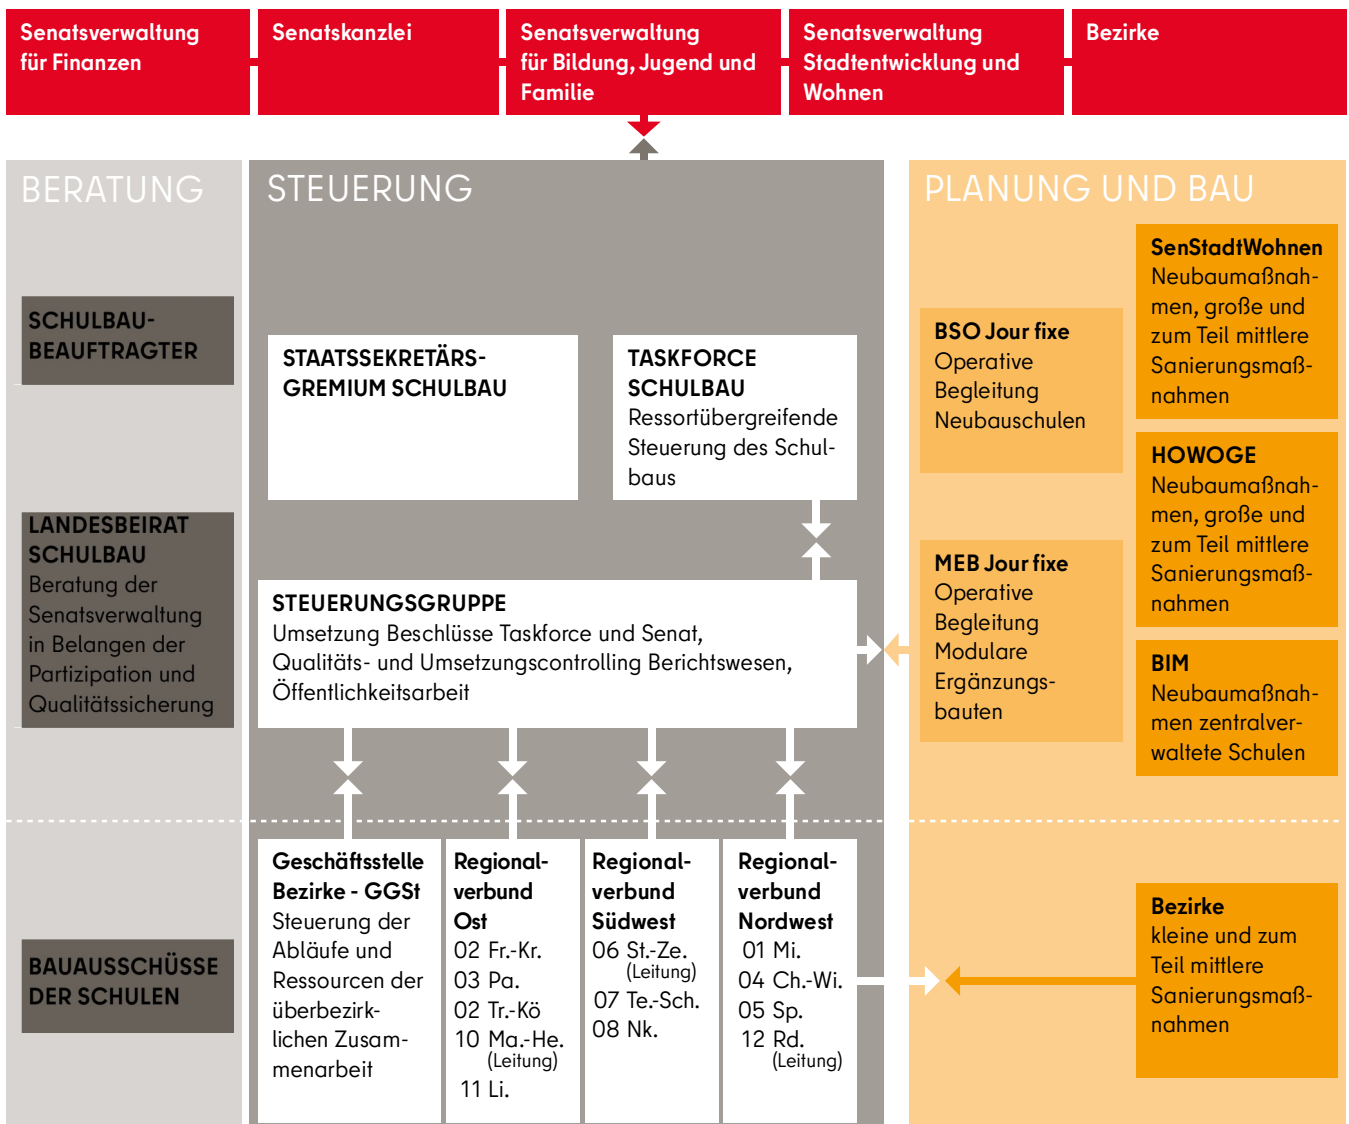 Senatsverwaltung
für Finanzen
Senatskanzlei
Senatsverwaltung
für Bildung, Jugend und
Familie
Senatsverwaltung
Stadtentwicklung und
Wohnen
Bezirke
BERATUNG
SCHULBAU-
BEAUFTRAGTER
LANDESBEIRAT
SCHULBAU
Beratung der
Senatsverwaltung
in Belangen der
Partizipation und
Qualitätssicherung
BAUAUSSCHÜSSE
DER SCHULEN
STEUERUNG
STAATSSEKRETÄRS-
GREMIUM SCHULBAU
TASKFORCE
SCHULBAU
Ressortübergreifende
Steuerung des Schul-
baus
STEUERUNGSGRUPPE
Umsetzung Beschlüsse Taskforce und Senat,
Qualitäts- und Umsetzungscontrolling Berichtswesen,
Öffentlichkeitsarbeit
Geschäftsstelle
Bezirke - GGSt
Steuerung der
Abläufe und
Ressourcen der
überbezirk-
lichen Zusam-
menarbeit
Regional-
verbund
Ost
02 Fr.-Kr.
03 Pa.
02 Tr.-Kö
10 Ma.-He.
(Leitung)
11 Li.
Regional-
verbund
Südwest
06 St.-Ze.
(Leitung)
07 Te.-Sch.
08 Nk.
Regional-
verbund
Nordwest
01 Mi.
04 Ch.-Wi.
05 Sp.
12 Rd.
(Leitung)
PLANUNG UND BAU
BSO Jour fixe
Operative
Begleitung
Neubauschulen
MEB Jour fixe
Operative
Begleitung
Modulare
Ergänzungs-
bauten
SenStadtWohnen
Neubaumaßnah-
men, große und
zum Teil mittlere
Sanierungsmaß-
nahmen
HOWOGE
Neubaumaßnah-
men, große und
zum Teil mittlere
Sanierungsmaß-
nahmen
BIM
Neubaumaßnah-
men zentralver-
waltete Schulen
Bezirke
kleine und zum
Teil mittlere
Sanierungsmaß-
nahmen